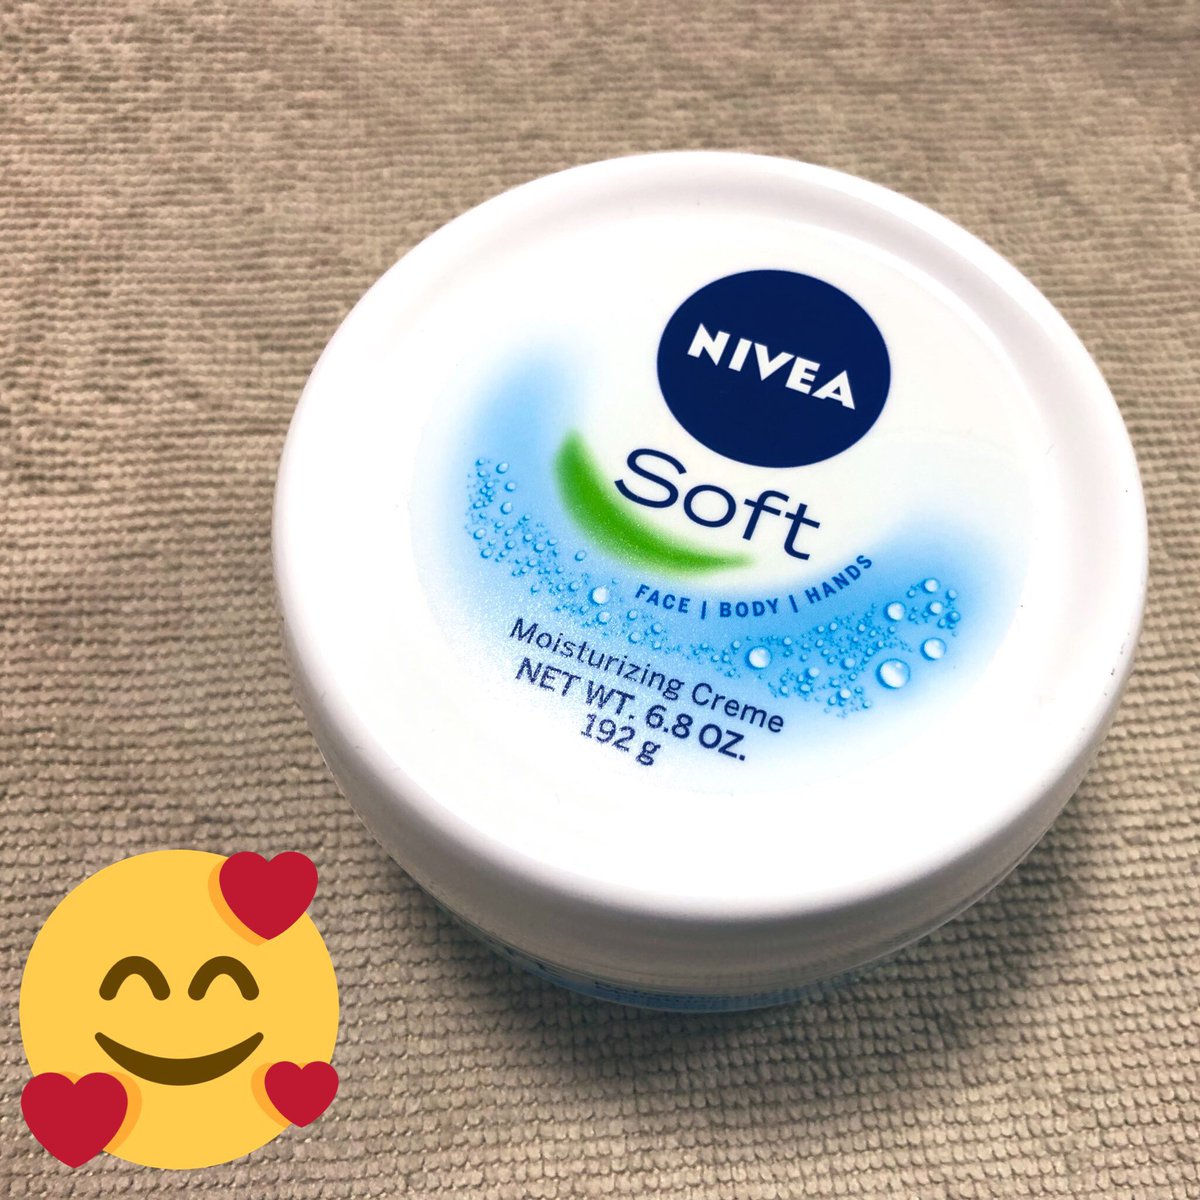 NIVEA
Soft
FACE | BODY | HANDS
Moisturizing Creme
NET WT. 6.8 OZ.
192 g